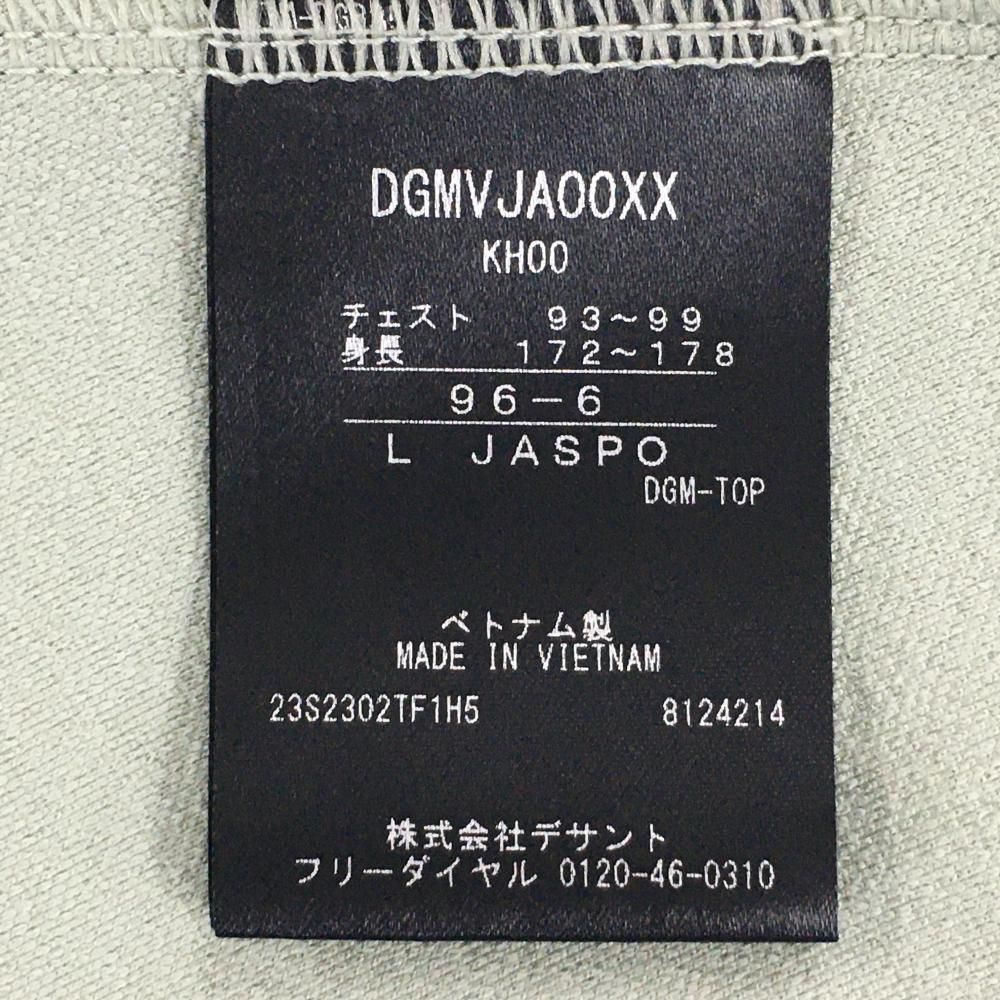 DGMVJA00XX
KH00
チェスト 93～99
身長 172～178
96－6
L JASPO
DGM-TOP
ベトナム製
MADE IN VIETNAM
23S2302TF1H5 8124214
株式会社デサント
フリーダイヤル 0120-46-0310